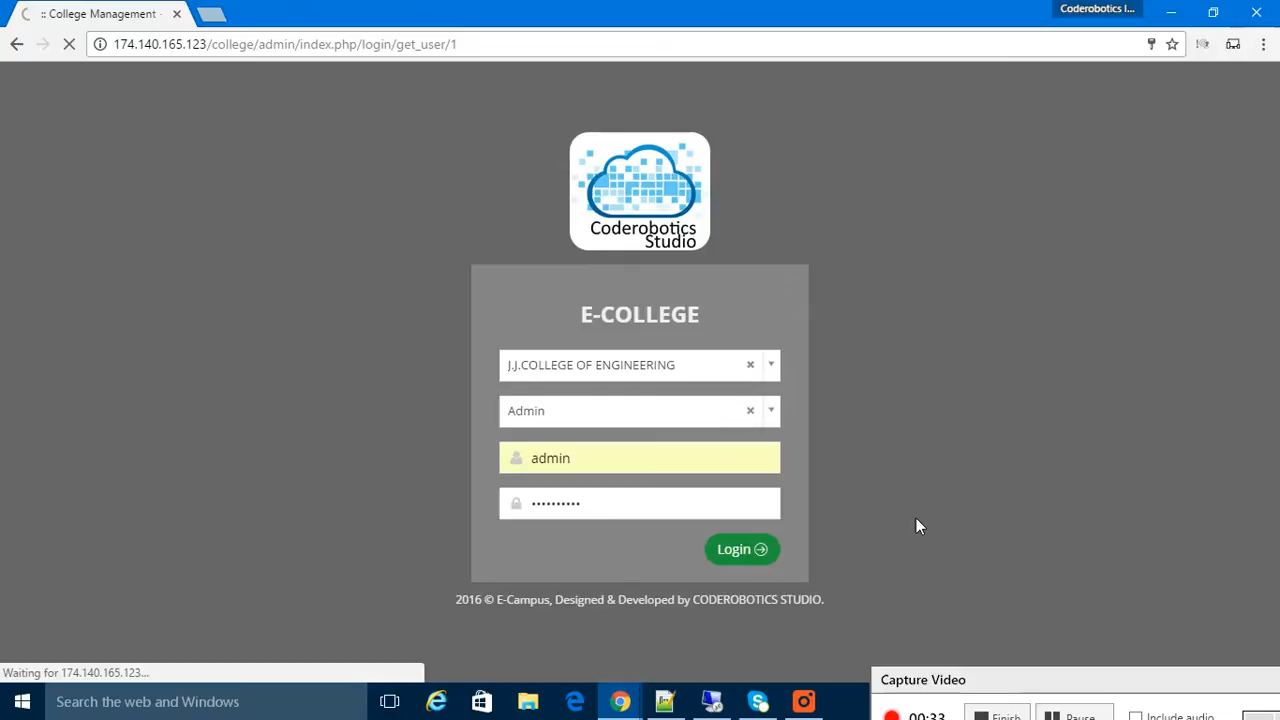 :: College Management -
Coderobotics I...
174.140.165.123/college/admin/index.php/login/get_user/1
Coderobotics
Studio
E-COLLEGE
J.J.COLLEGE OF ENGINEERING
Admin
admin
••••••••••
Login
2016 © E-Campus, Designed & Developed by CODEROBOTICS STUDIO.
Waiting for 174.140.165.123...
Capture Video
00:33 Finish Pause Include audio
Search the web and Windows